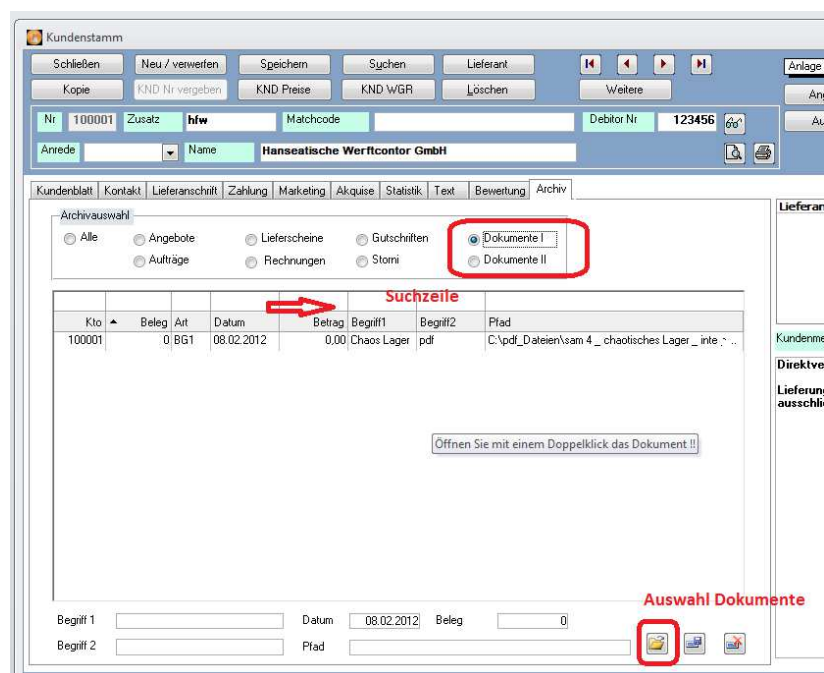 Kundenstamm
Schließen Neu / verwerfen Speichern Suchen Lieferant
Anlage
Kopie KND Nr vergeben KND Preise KND WGR Löschen Weitere
Nr 100001 Zusatz hfw Matchcode Debitor Nr 123456
Anrede Name Hanseatische Werftcontor GmbH
Kundenblatt Kontakt Lieferanschrift Zahlung Marketing Akquise Statistik Text Bewertung Archiv
Archivauswahl
Alle Angebote Lieferscheine Gutschriften Dokumente I
Aufträge Rechnungen Storni Dokumente II
Suchzeile
Kto Beleg Art Datum Betrag Begriff1 Begriff2 Pfad
100001 0 BG1 08.02.2012 0,00 Chaos Lager pdf C:\pdf_Dateien\sam 4 _ chaotisches Lager _ inte
Öffnen Sie mit einem Doppelklick das Dokument !!
Auswahl Dokumente
Begriff 1 Datum 08.02.2012 Beleg 0
Begriff 2 Pfad